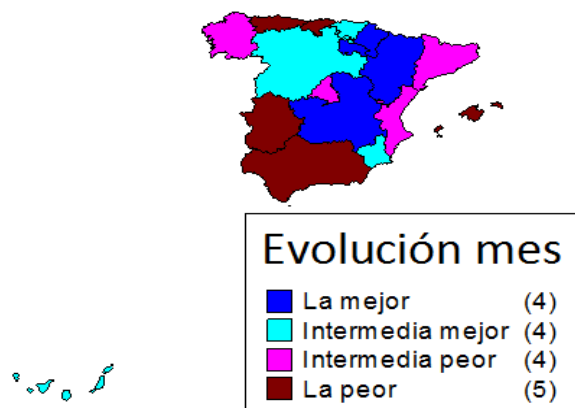 Evolución mes
La mejor (4)
Intermedia mejor (4)
Intermedia peor (4)
La peor (5)